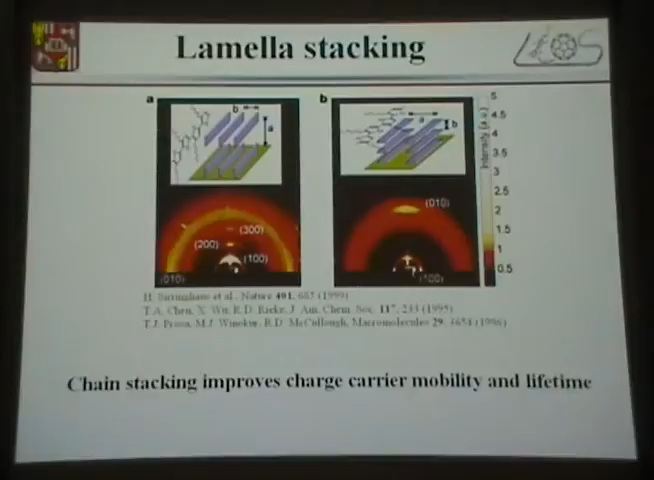 Lamella stacking
a
b
b
a
a
b
5
4.5
4
3.5
3
2.5
2
1.5
1
0.5
Intensity (a.u.)
(300)
(200)
(100)
(010)
(010)
(100)
H. Sirringhaus et al., Nature 401, 685 (1999)
T.A. Chen, X. Wu, R.D. Rieke, J. Am. Chem. Soc. 233 (1995)
T.J. Prosa, M.J. Winokur, R.D. McCullough, Macromolecules 29, 3654 (1996)
Chain stacking improves charge carrier mobility and lifetime